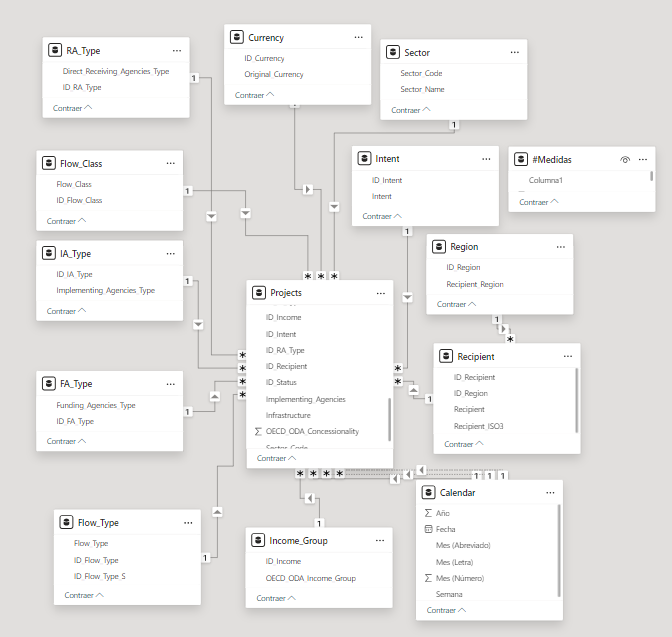 RA_Type
Direct_Receiving_Agencies_Type
ID_RA_Type
Contraer
Currency
ID_Currency
Original_Currency
Contraer
Sector
Sector_Code
Sector_Name
Contraer
Flow_Class
Flow_Class
ID_Flow_Class
Contraer
Intent
ID_Intent
Intent
Contraer
#Medidas
Columna1
Contraer
IA_Type
ID_IA_Type
Implementing_Agencies_Type
Contraer
Region
ID_Region
Recipient_Region
Contraer
Projects
ID_Income
ID_Intent
ID_RA_Type
ID_Recipient
ID_Status
Implementing_Agencies
Infrastructure
OECD_ODA_Concessionality
Sector_Code
Contraer
Recipient
ID_Recipient
ID_Region
Recipient
Recipient_ISO3
Contraer
FA_Type
Funding_Agencies_Type
ID_FA_Type
Contraer
Flow_Type
Flow_Type
ID_Flow_Type
ID_Flow_Type_S
Contraer
Income_Group
ID_Income
OECD_ODA_Income_Group
Contraer
Calendar
Año
Fecha
Mes (Abreviado)
Mes (Letra)
Mes (Número)
Semana
Contraer
1
1
1
1
1
1
1
1
1
1
1 1 1
* * *
*
*
*
*
*
*
*
* * * *